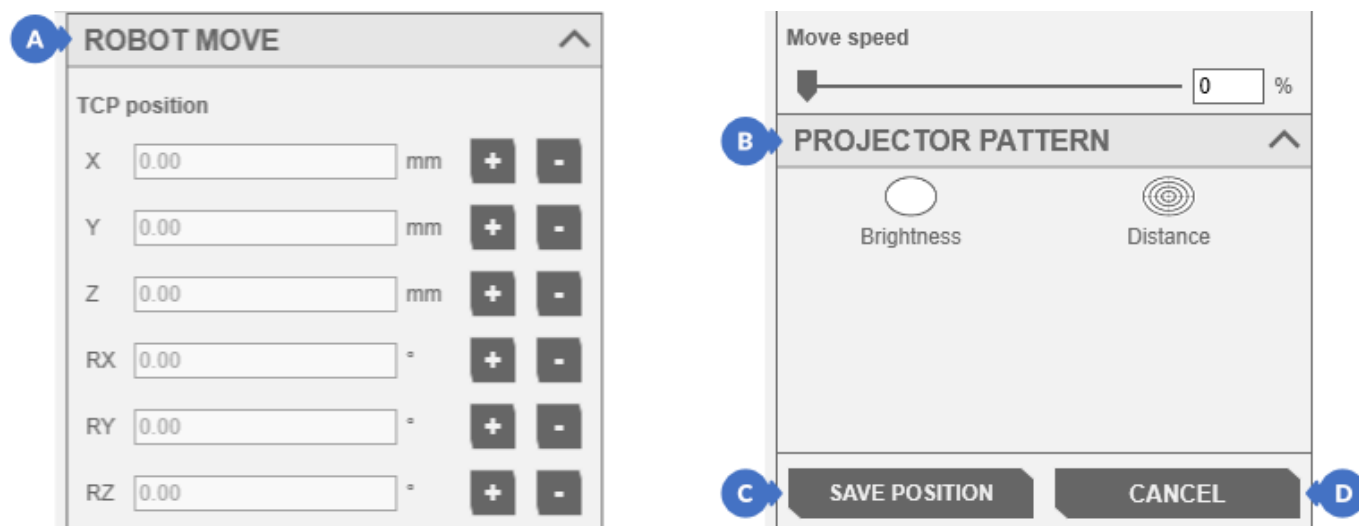 A ROBOT MOVE
TCP position
X 0.00 mm + -
Y 0.00 mm + -
Z 0.00 mm + -
RX 0.00 ° + -
RY 0.00 ° + -
RZ 0.00 ° + -
Move speed
0 %
B PROJECTOR PATTERN
Brightness Distance
C SAVE POSITION CANCEL D